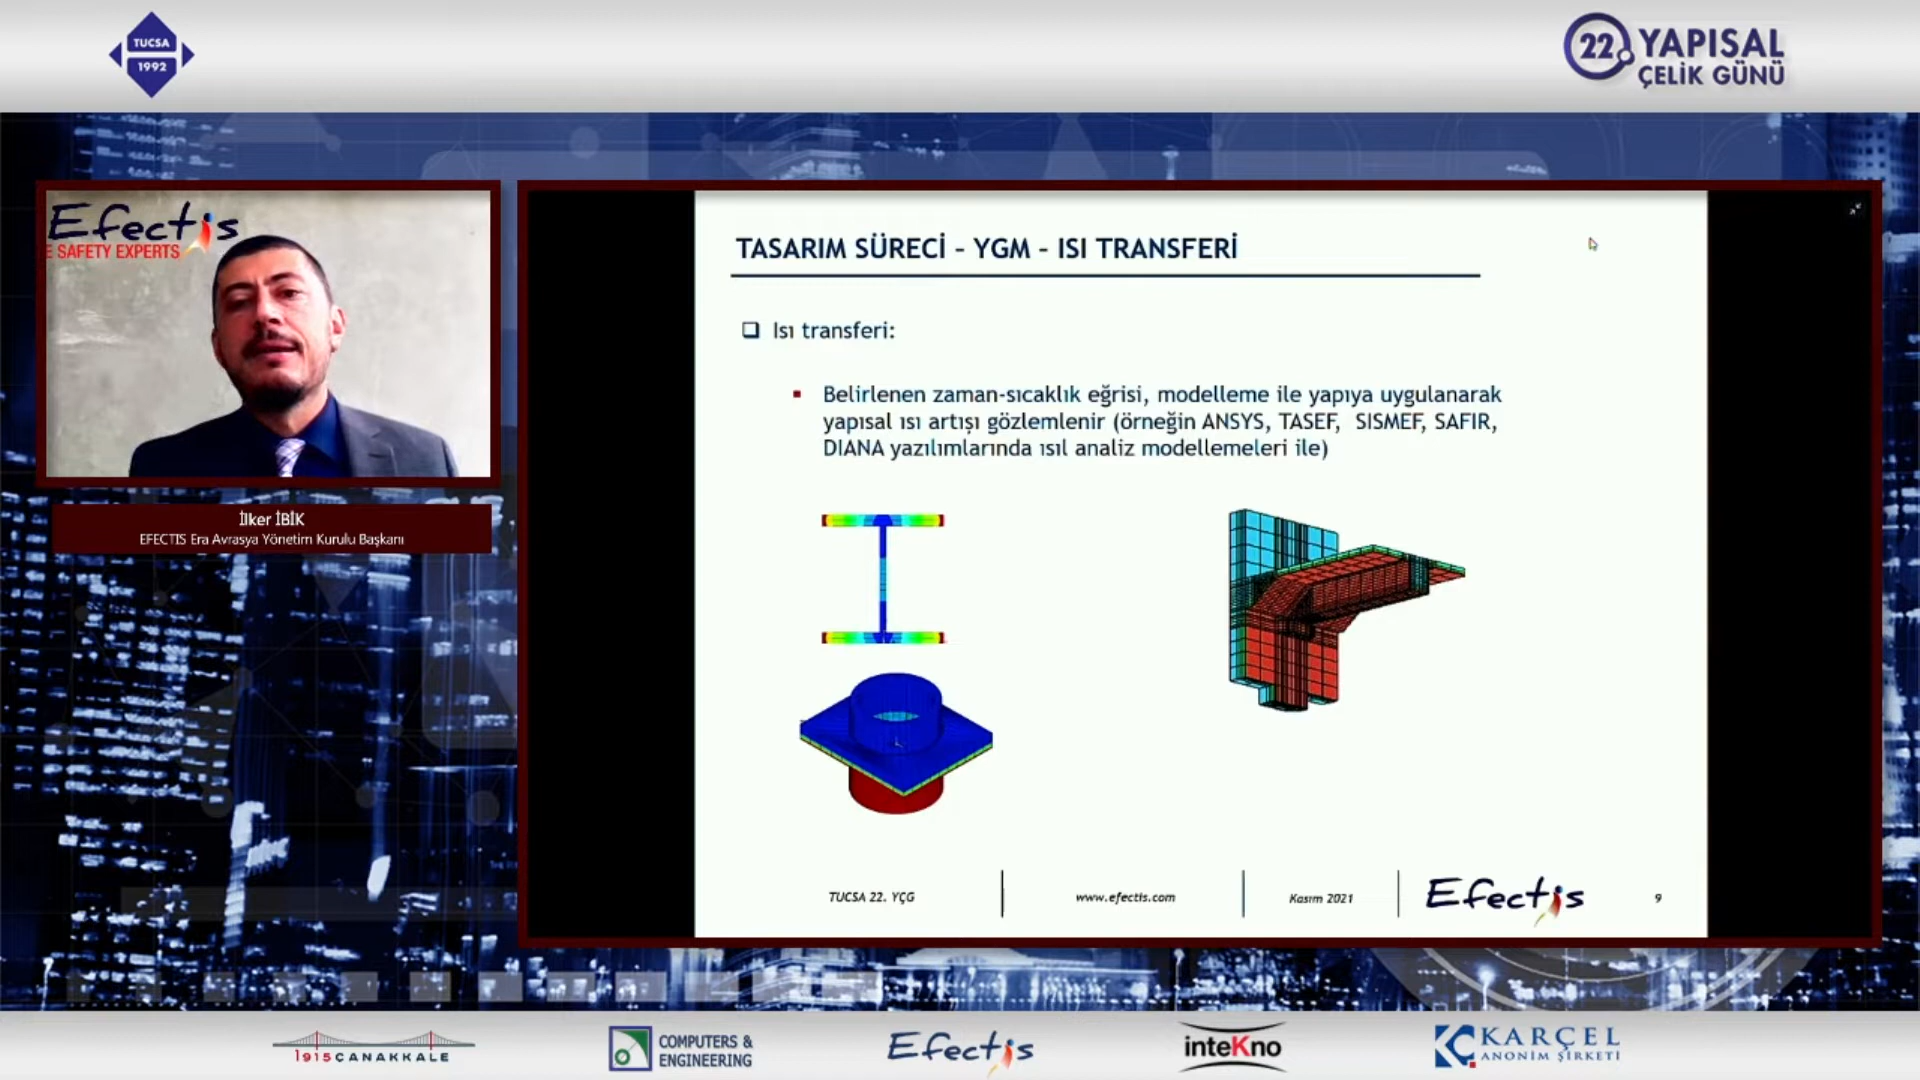 TUCSA
1992
22.
YAPISAL
ÇELİK GÜNÜ
Efectis
E SAFETY EXPERTS
İlker İBİK
EFECTIS Era Avrasya Yönetim Kurulu Başkanı
TASARIM SÜRECİ – YGM – ISI TRANSFERİ
Isı transferi:
Belirlenen zaman-sıcaklık eğrisi, modelleme ile yapıya uygulanarak
yapısal ısı artışı gözlemlenir (örneğin ANSYS, TASEF, SISMEF, SAFIR,
DIANA yazılımlarında ısıl analiz modellemeleri ile)
TUCSA 22. YÇG
www.efectis.com
Kasım 2021
Efectis
9
1915ÇANAKKALE
COMPUTERS &
ENGINEERING
Efectis
inteKno
KARÇEL
ANONİM ŞİRKETİ